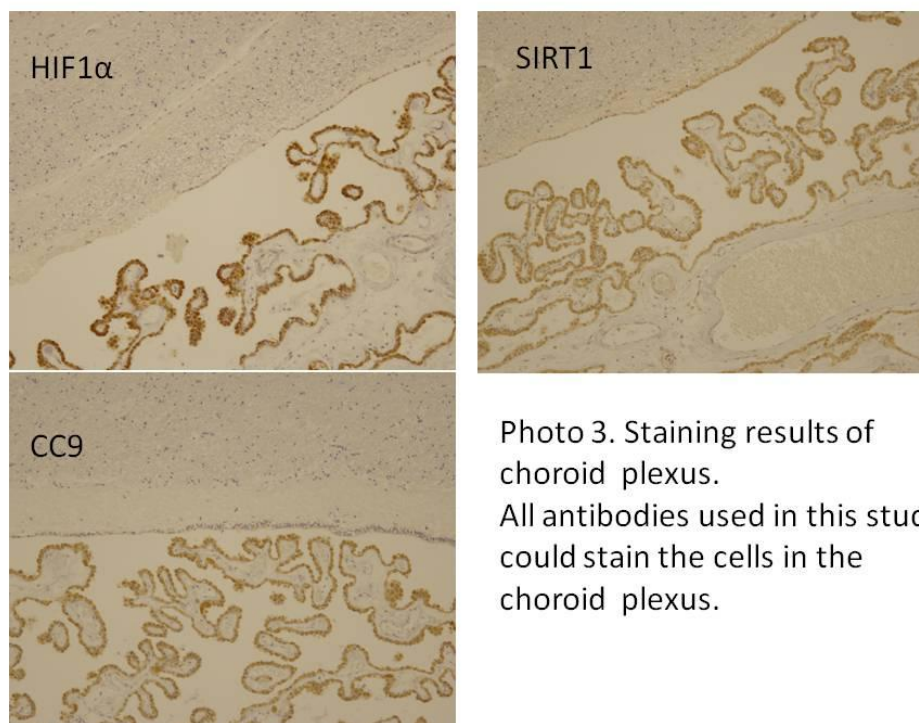 HIF1α
SIRT1
CC9
Photo 3. Staining results of
choroid plexus.
All antibodies used in this stud
could stain the cells in the
choroid plexus.